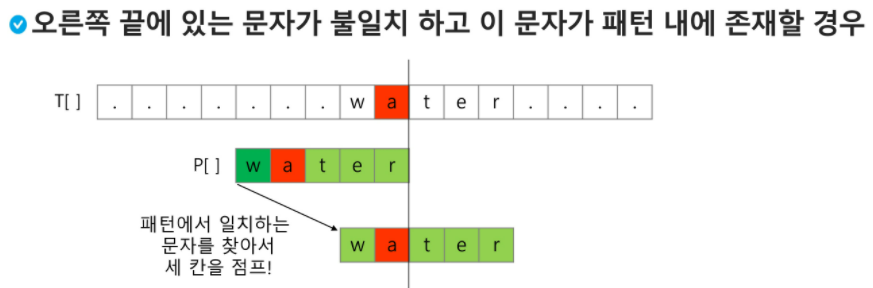 오른쪽 끝에 있는 문자가 불일치 하고 이 문자가 패턴 내에 존재할 경우
T[ ] . . . . . . . w a t e r . . . .
P[ ] w a t e r
패턴에서 일치하는
문자를 찾아서
세 칸을 점프!
w a t e r